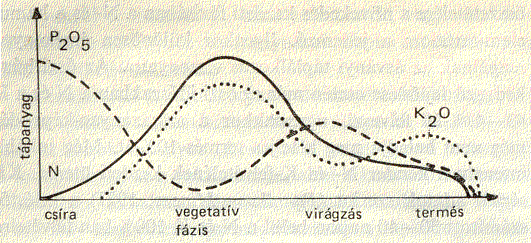 P₂O₅
K₂O
tápanyag
N
csíra
vegetatív
fázis
virágzás
termés